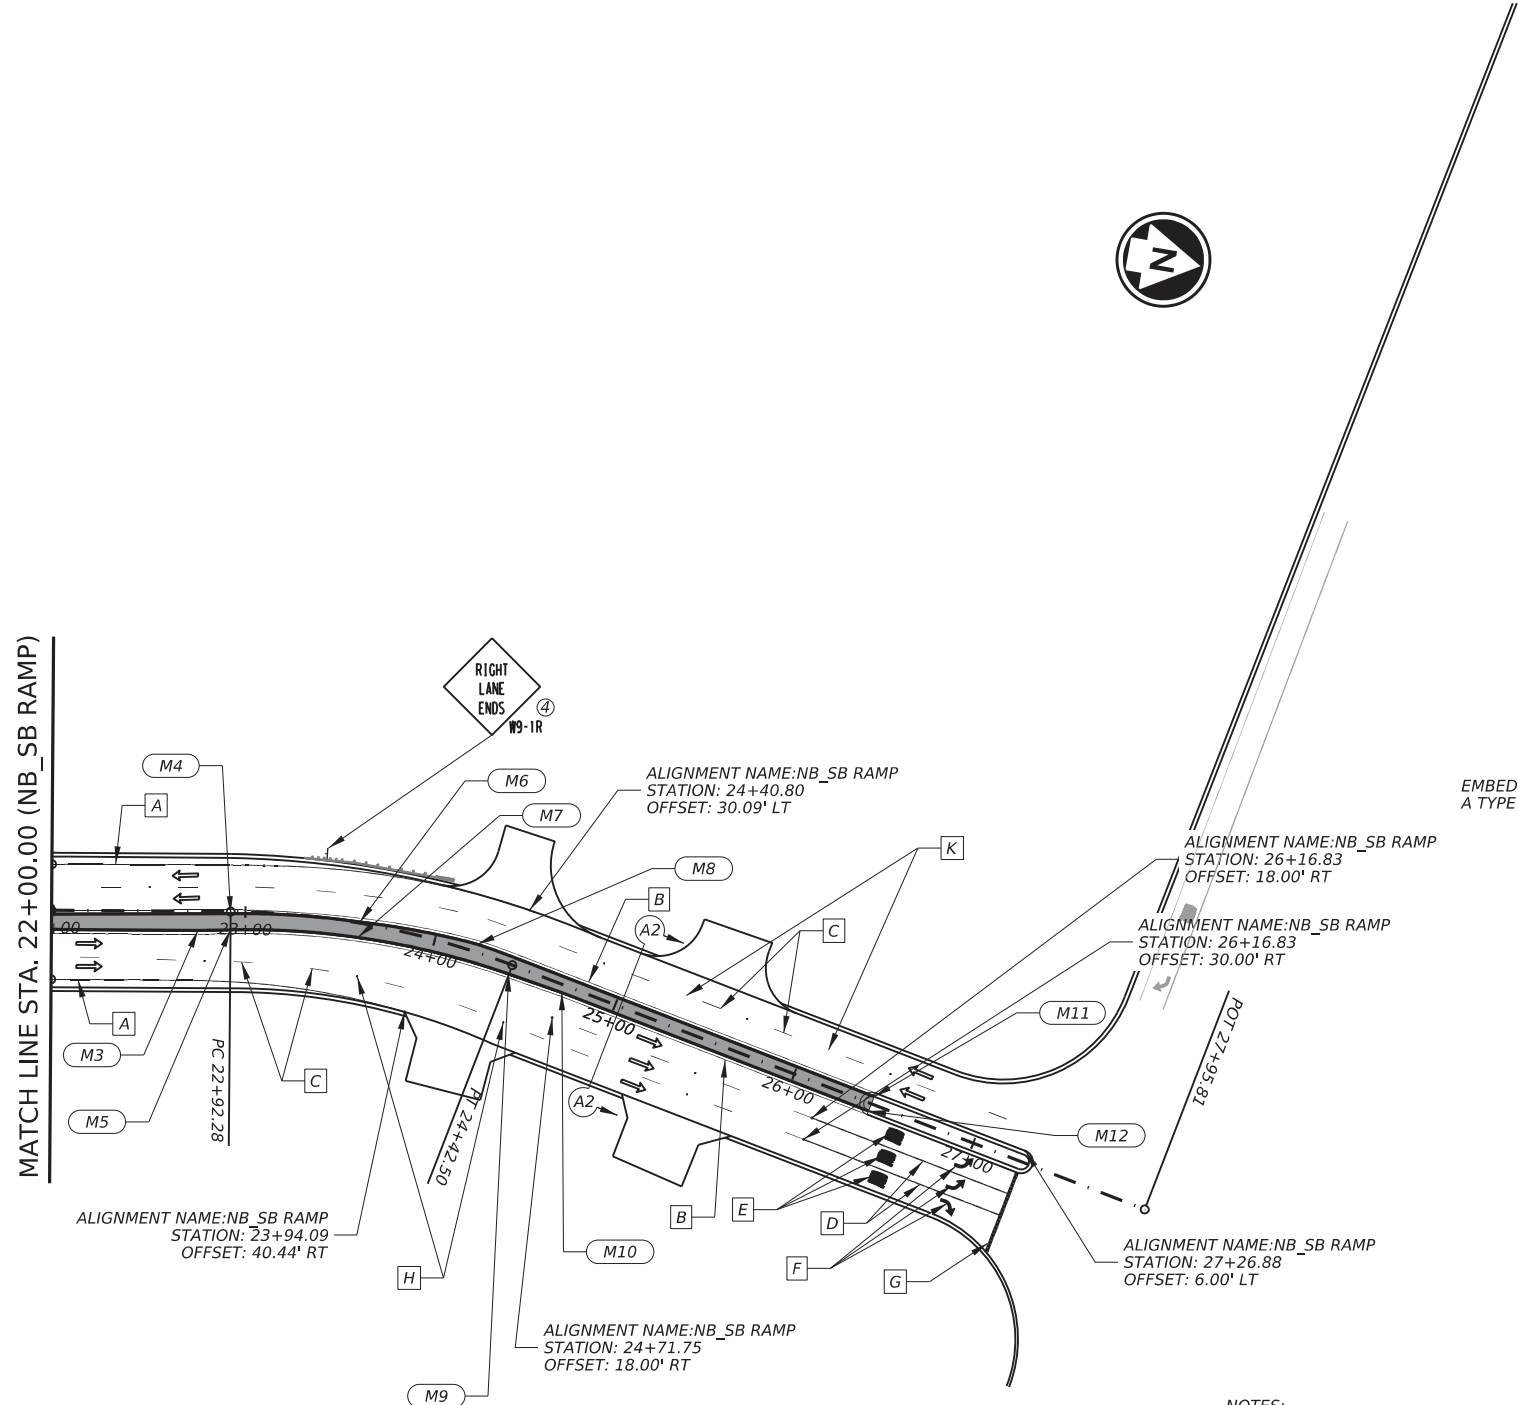 N
MATCH LINE STA. 22+00.00 (NB_SB RAMP)
RIGHT
LANE
ENDS
4
W9-1R
M4
A
M6
M7
ALIGNMENT NAME:NB_SB RAMP
STATION: 24+40.80
OFFSET: 30.09' LT
EMBED
A TYPE
K
ALIGNMENT NAME:NB_SB RAMP
STATION: 26+16.83
OFFSET: 18.00' RT
M8
B
A2
C
ALIGNMENT NAME:NB_SB RAMP
STATION: 26+16.83
OFFSET: 30.00' RT
00
23+00
24+00
25+00
26+00
27+00
M11
A
M3
PC 22+92.28
C
M5
A2
PT 24+42.50
POT 27+95.81
M12
E
B
D
ALIGNMENT NAME:NB_SB RAMP
STATION: 23+94.09
OFFSET: 40.44' RT
M10
F
G
H
ALIGNMENT NAME:NB_SB RAMP
STATION: 27+26.88
OFFSET: 6.00' LT
ALIGNMENT NAME:NB_SB RAMP
STATION: 24+71.75
OFFSET: 18.00' RT
M9
NOTES: